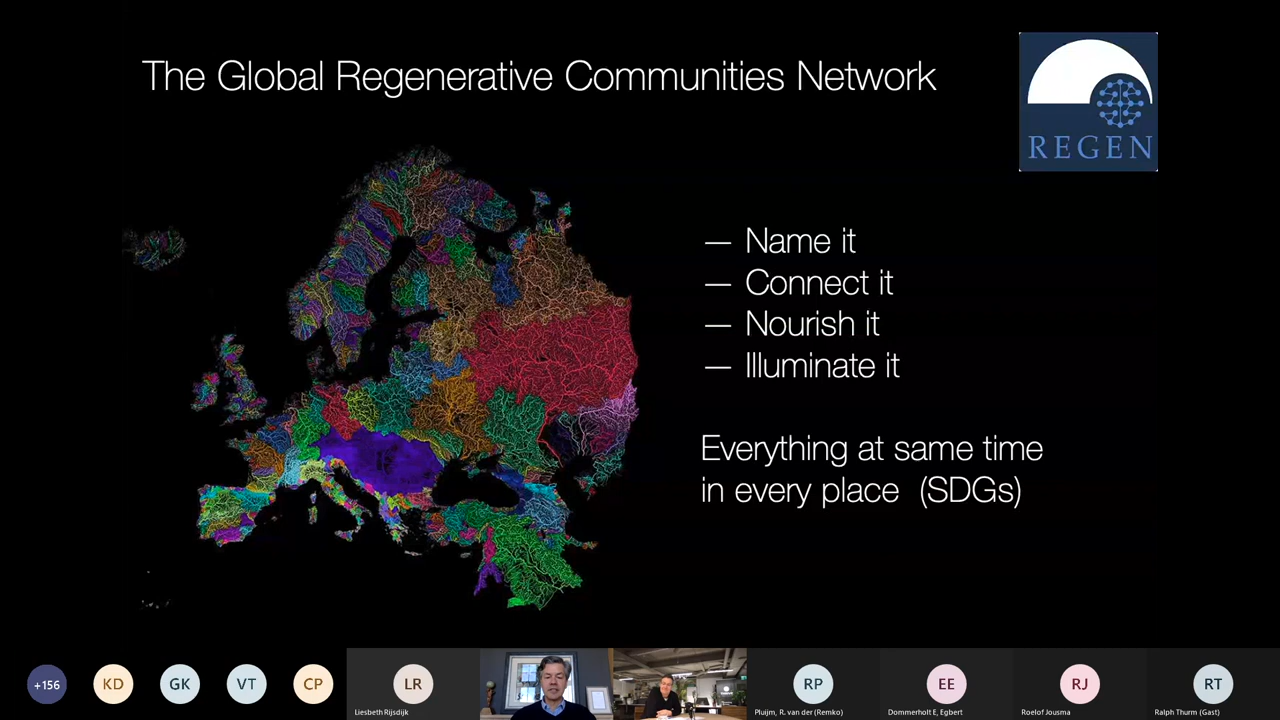 The Global Regenerative Communities Network
REGEN
— Name it
— Connect it
— Nourish it
— Illuminate it
Everything at same time
in every place (SDGs)
+156
KD
GK
VT
CP
LR
RP
EE
RJ
RT
Liesbeth Rijsdijk
Pluijm, R. van der (Remko)
Dommerholt E, Egbert
Roelof Jousma
Ralph Thurm (Gast)